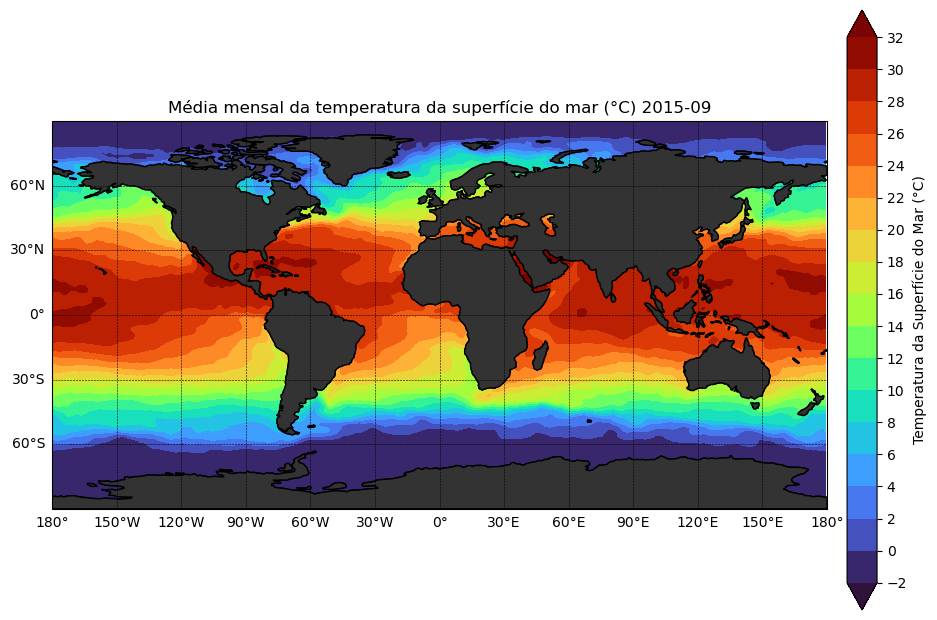 Média mensal da temperatura da superfície do mar (°C) 2015-09
60°N
30°N
0°
30°S
60°S
180° 150°W 120°W 90°W 60°W 30°W 0° 30°E 60°E 90°E 120°E 150°E 180°
32
30
28
26
24
22
20
18
16
14
12
10
8
6
4
2
0
−2
Temperatura da Superfície do Mar (°C)